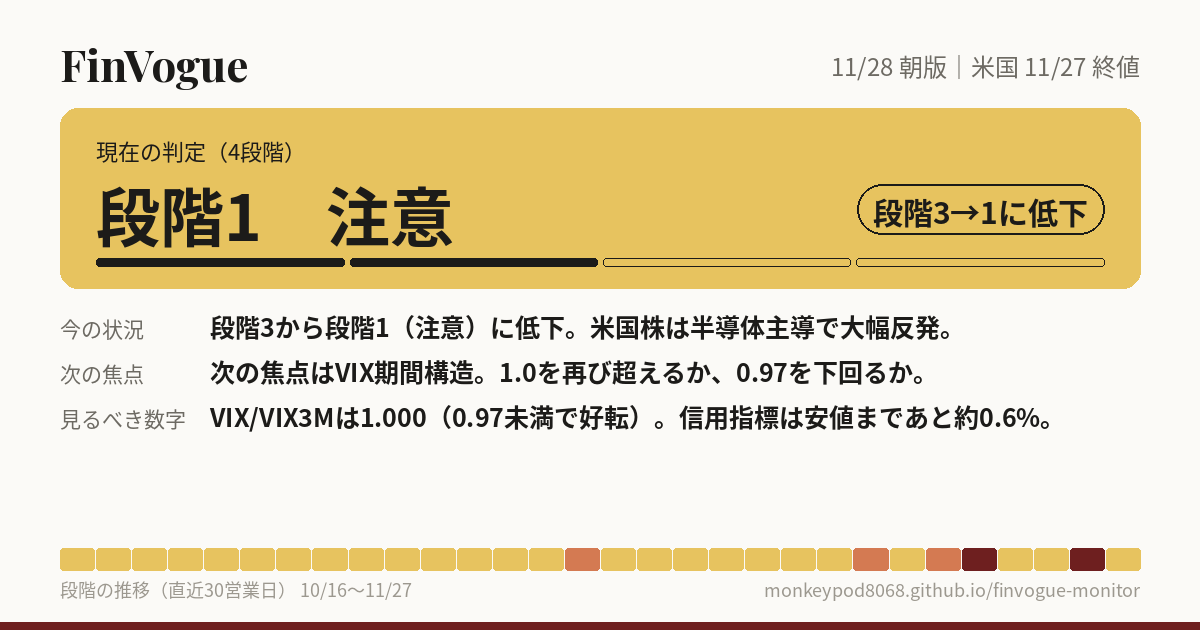 FinVogue
11/28 朝版｜米国 11/27 終値
現在の判定（4段階）
段階1　注意
段階3→1に低下
今の状況　段階3から段階1（注意）に低下。米国株は半導体主導で大幅反発。
次の焦点　次の焦点はVIX期間構造。1.0を再び超えるか、0.97を下回るか。
見るべき数字　VIX/VIX3Mは1.000（0.97未満で好転）。信用指標は安値まであと約0.6%。
段階の推移（直近30営業日） 10/16〜11/27
monkeypod8068.github.io/finvogue-monitor